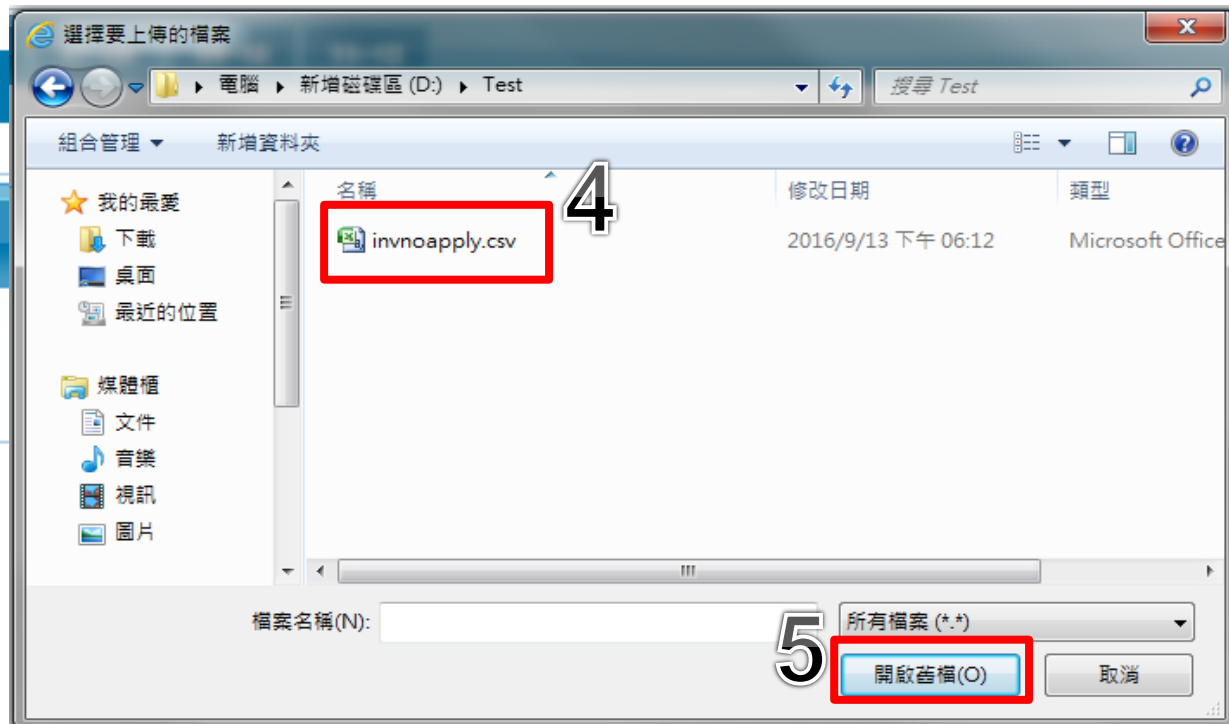 選擇要上傳的檔案
電腦 新增磁碟區 (D:) Test
搜尋 Test
組合管理 新增資料夾
名稱 修改日期 類型
4
invnoapply.csv 2016/9/13 下午 06:12 Microsoft Office
我的最愛
下載
桌面
最近的位置
媒體櫃
文件
音樂
視訊
圖片
檔案名稱(N): 所有檔案 (*.*)
5
開啟舊檔(O) 取消